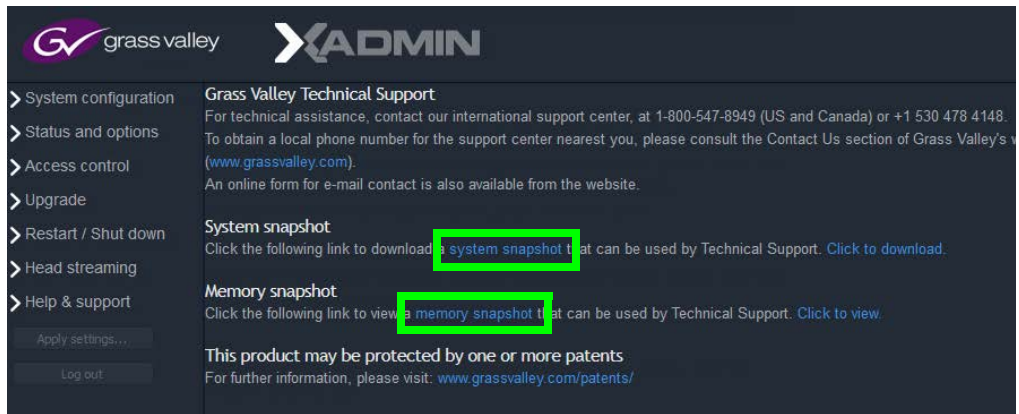 GV grass valley XADMIN
System configuration
Status and options
Access control
Upgrade
Restart / Shut down
Head streaming
Help & support
Apply settings...
Log out
Grass Valley Technical Support
For technical assistance, contact our international support center, at 1-800-547-8949 (US and Canada) or +1 530 478 4148.
To obtain a local phone number for the support center nearest you, please consult the Contact Us section of Grass Valley's
(www.grassvalley.com).
An online form for e-mail contact is also available from the website.
System snapshot
Click the following link to download a system snapshot that can be used by Technical Support. Click to download.
Memory snapshot
Click the following link to view a memory snapshot that can be used by Technical Support. Click to view.
This product may be protected by one or more patents
For further information, please visit: www.grassvalley.com/patents/